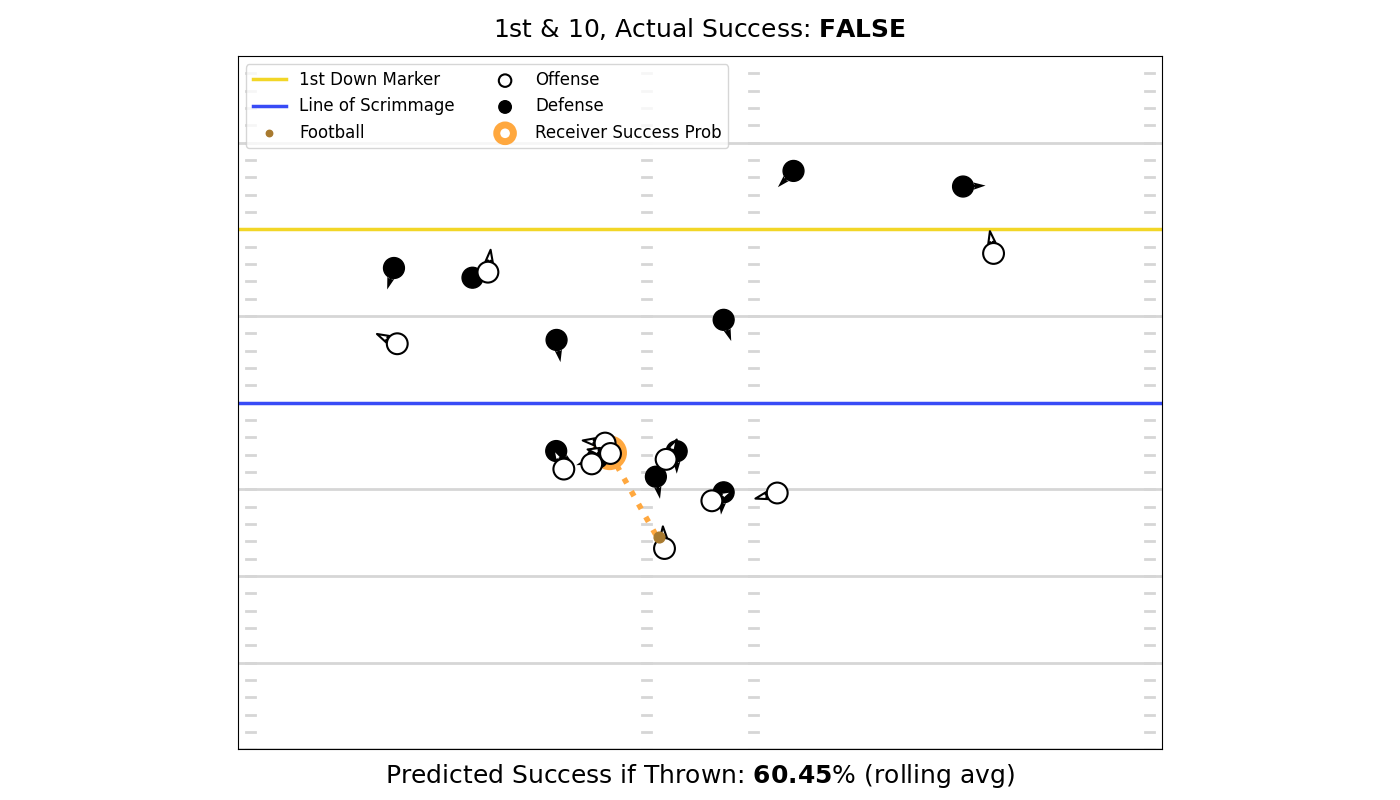 1st & 10, Actual Success: FALSE
1st Down Marker
Line of Scrimmage
Football
Offense
Defense
Receiver Success Prob
Predicted Success if Thrown: 60.45% (rolling avg)